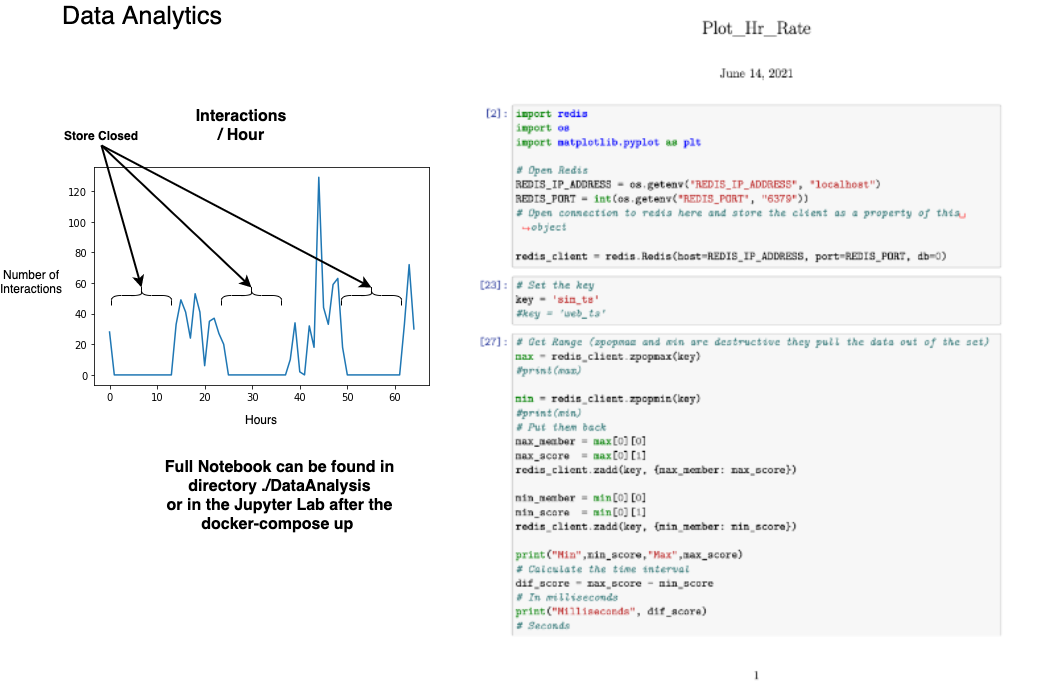 Data Analytics
Interactions
/ Hour
Store Closed
120
100
80
60
40
20
0
Number of
Interactions
0 10 20 30 40 50 60
Hours
Full Notebook can be found in
directory ./DataAnalysis
or in the Jupyter Lab after the
docker-compose up
Plot_Hr_Rate
June 14, 2021
[2]: import redis
import os
import matplotlib.pyplot as plt
# Open Redis
REDIS_IP_ADDRESS = os.getenv("REDIS_IP_ADDRESS", "localhost")
REDIS_PORT = int(os.getenv("REDIS_PORT", "6379"))
# Open connection to redis here and store the client as a property of this␣
↪object
redis_client = redis.Redis(host=REDIS_IP_ADDRESS, port=REDIS_PORT, db=0)
[23]: # Set the key
key = 'sim_ts'
#key = 'web_ts'
[27]: # Get Range (zpopmax and min are destructive they pull the data out of the set)
max = redis_client.zpopmax(key)
#print(max)
min = redis_client.zpopmin(key)
#print(min)
# Put them back
max_member = max[0][0]
max_score = max[0][1]
redis_client.zadd(key, {max_member: max_score})
min_member = min[0][0]
min_score = min[0][1]
redis_client.zadd(key, {min_member: min_score})
print("Min",min_score,"Max",max_score)
# Calculate the time interval
dif_score = max_score - min_score
# In milliseconds
print("Milliseconds", dif_score)
# Seconds
1